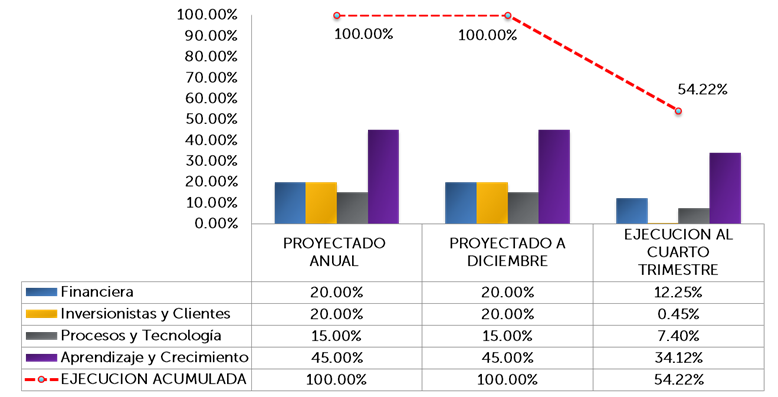 100.00%
90.00%
80.00%
70.00%
60.00%
50.00%
40.00%
30.00%
20.00%
10.00%
0.00%
100.00%
100.00%
54.22%
PROYECTADO ANUAL
PROYECTADO A DICIEMBRE
EJECUCION AL CUARTO TRIMESTRE
Financiera 20.00% 20.00% 12.25%
Inversionistas y Clientes 20.00% 20.00% 0.45%
Procesos y Tecnología 15.00% 15.00% 7.40%
Aprendizaje y Crecimiento 45.00% 45.00% 34.12%
EJECUCION ACUMULADA 100.00% 100.00% 54.22%